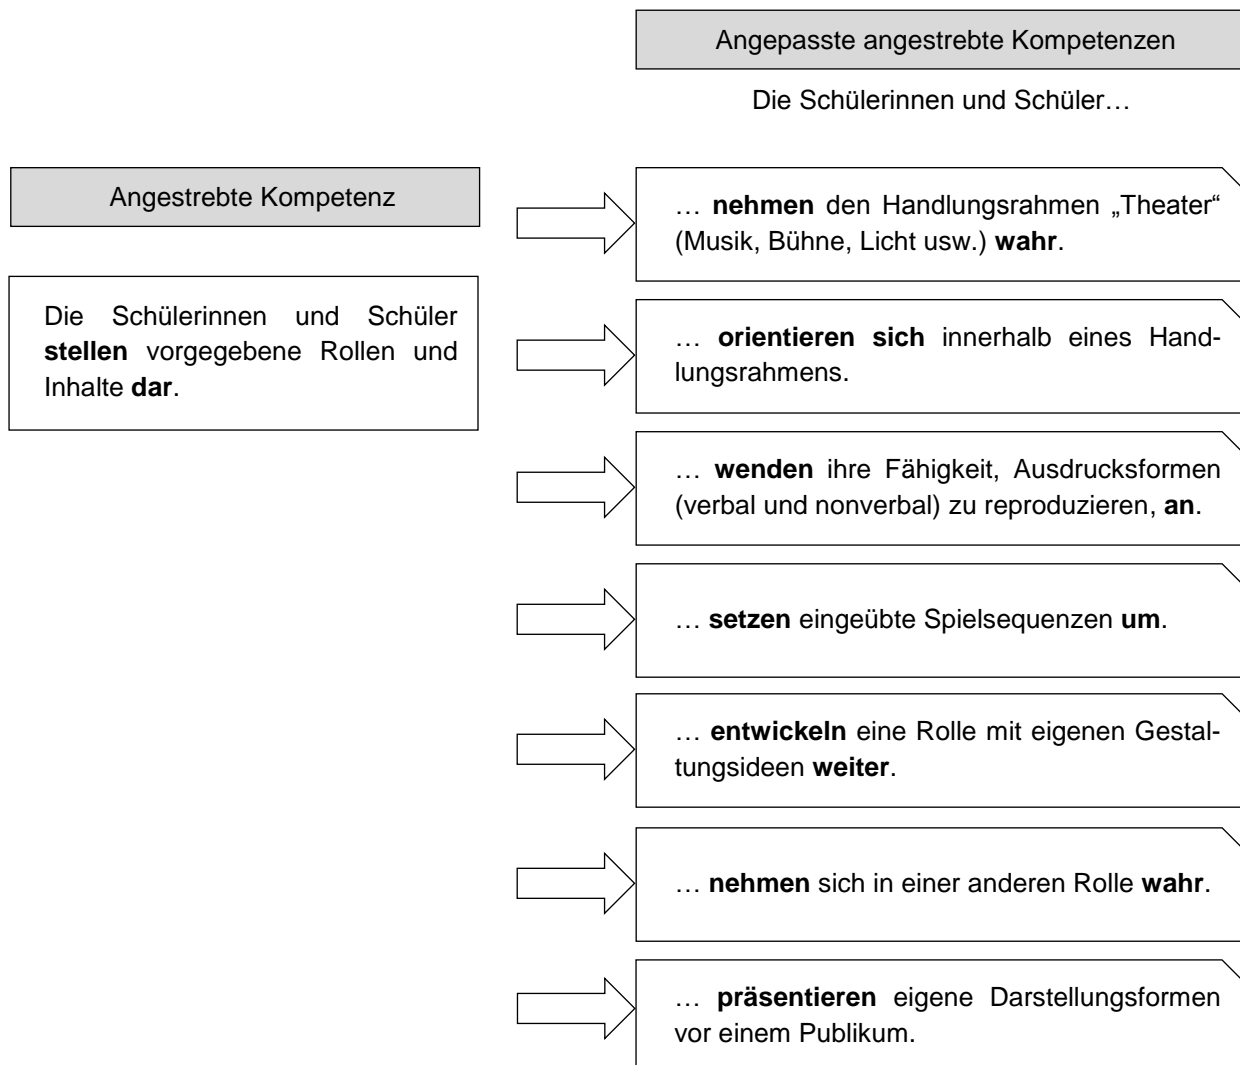 Angepasste angestrebte Kompetenzen
Die Schülerinnen und Schüler…
Angestrebte Kompetenz
Die Schülerinnen und Schüler
stellen vorgegebene Rollen und
Inhalte dar.
… nehmen den Handlungsrahmen „Theater“
(Musik, Bühne, Licht usw.) wahr.
… orientieren sich innerhalb eines Hand-
lungsrahmens.
… wenden ihre Fähigkeit, Ausdrucksformen
(verbal und nonverbal) zu reproduzieren, an.
… setzen eingeübte Spielsequenzen um.
… entwickeln eine Rolle mit eigenen Gestal-
tungsideen weiter.
… nehmen sich in einer anderen Rolle wahr.
… präsentieren eigene Darstellungsformen
vor einem Publikum.